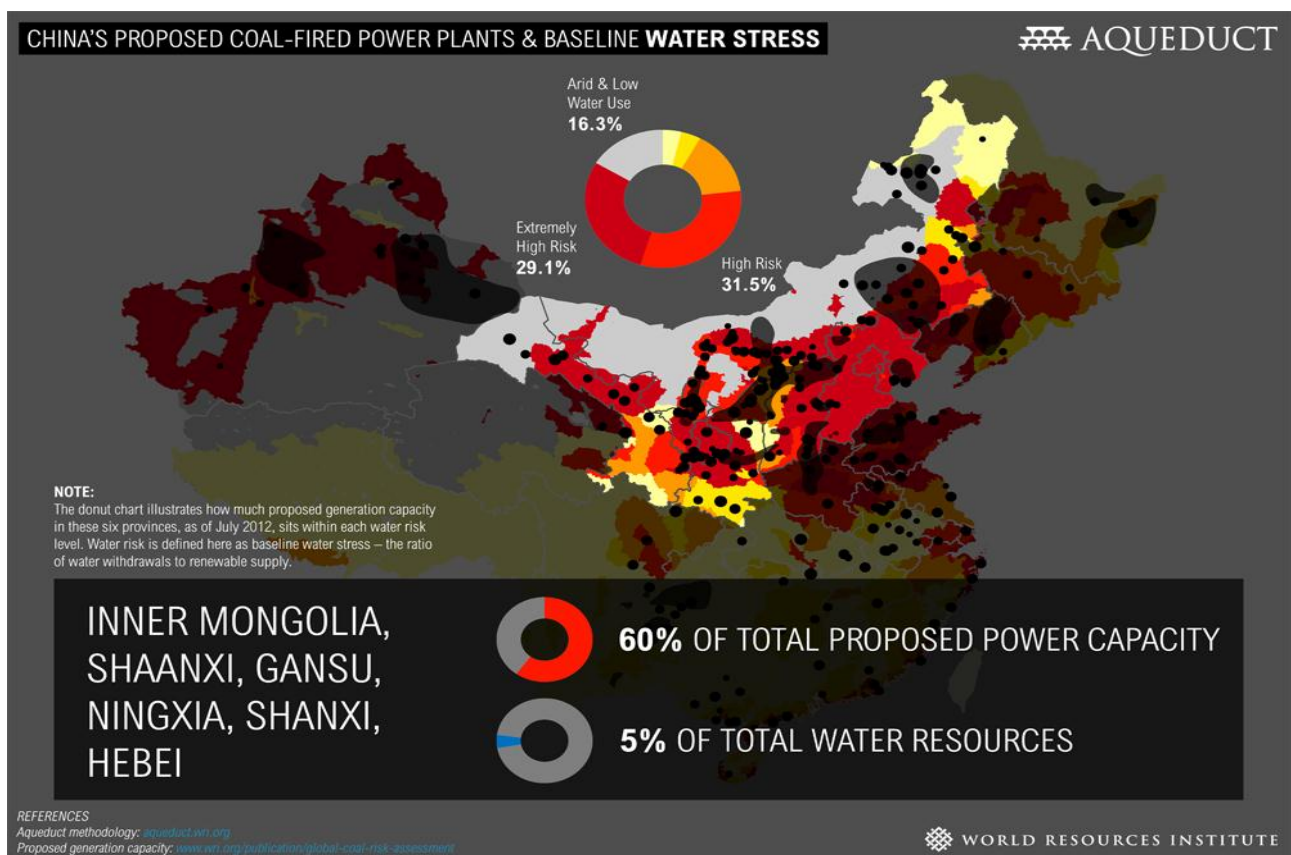 CHINA'S PROPOSED COAL-FIRED POWER PLANTS & BASELINE WATER STRESS
AQUEDUCT
Arid & Low
Water Use
16.3%
Extremely
High Risk
29.1%
High Risk
31.5%
NOTE:
The donut chart illustrates how much proposed generation capacity
in these six provinces, as of July 2012, sits within each water risk
level. Water risk is defined here as baseline water stress – the ratio
of water withdrawals to renewable supply.
INNER MONGOLIA,
SHAANXI, GANSU,
NINGXIA, SHANXI,
HEBEI
60% OF TOTAL PROPOSED POWER CAPACITY
5% OF TOTAL WATER RESOURCES
REFERENCES
Aqueduct methodology: aqueduct.wri.org
Proposed generation capacity: www.wri.org/publication/global-coal-risk-assessment
WORLD RESOURCES INSTITUTE